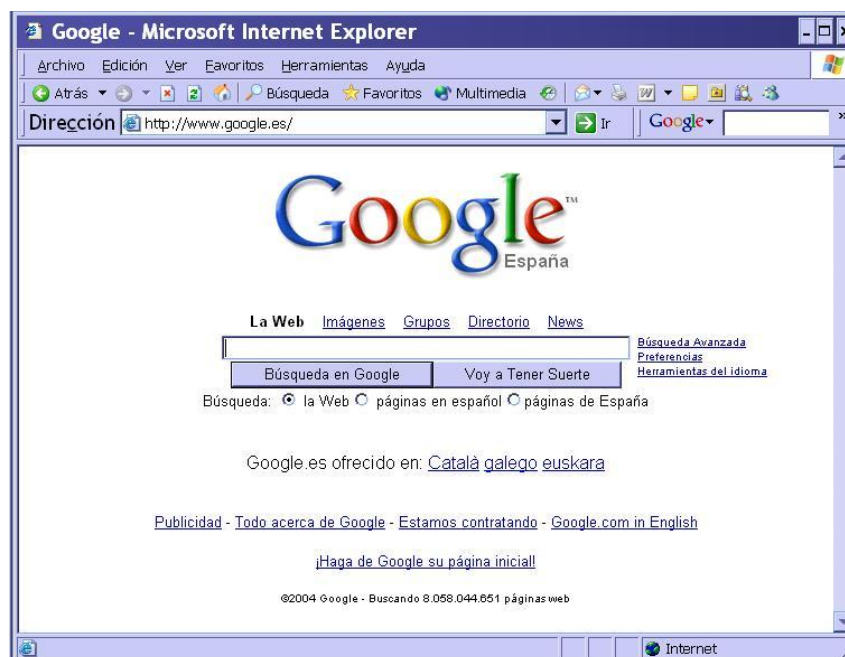 Google - Microsoft Internet Explorer
Archivo Edición Ver Favoritos Herramientas Ayuda
Atrás Búsqueda Favoritos Multimedia
Dirección http://www.google.es/ Ir Google
Google™
España
La Web Imágenes Grupos Directorio News
Búsqueda Avanzada
Preferencias
Herramientas del idioma
Búsqueda en Google Voy a Tener Suerte
Búsqueda: la Web páginas en español páginas de España
Google.es ofrecido en: Català galego euskara
Publicidad - Todo acerca de Google - Estamos contratando - Google.com in English
¡Haga de Google su página inicial!
©2004 Google - Buscando 8.058.044.651 páginas web
Internet